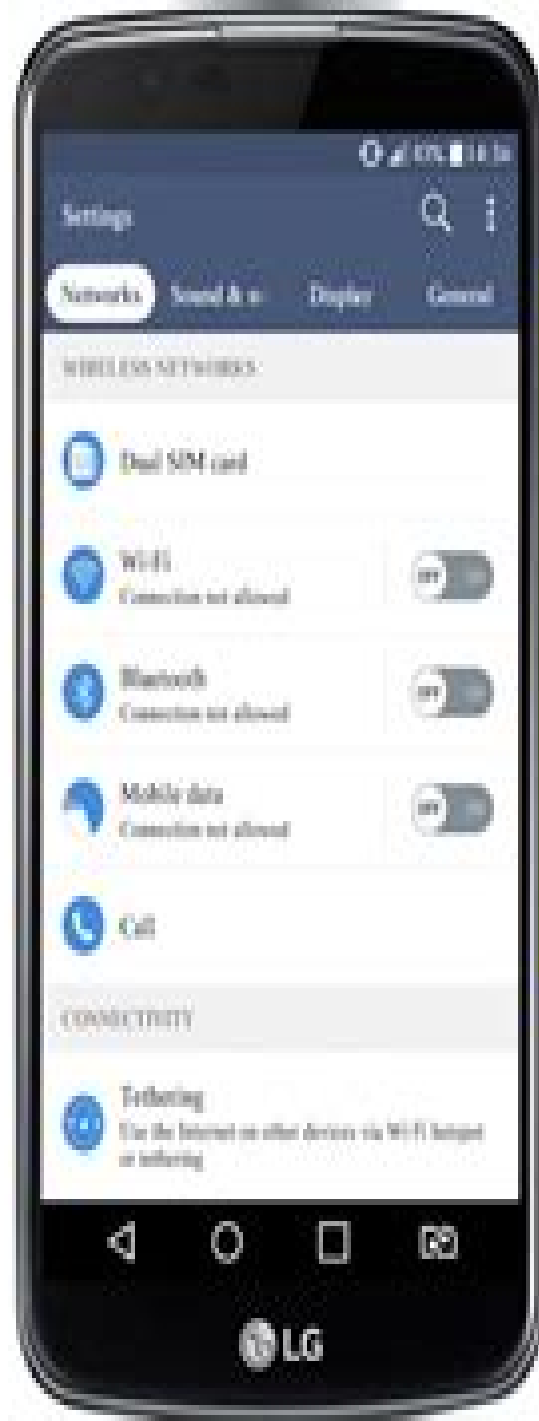 Settings
Networks Sound & n- Display General
WIRELESS NETWORKS
Dual SIM card
Wi-Fi
Connection not allowed
OFF
Bluetooth
Connection not allowed
OFF
Mobile data
Connection not allowed
OFF
Call
CONNECTIVITY
Tethering
Use the Internet on other devices via Wi-Fi hotspot
or tethering
LG